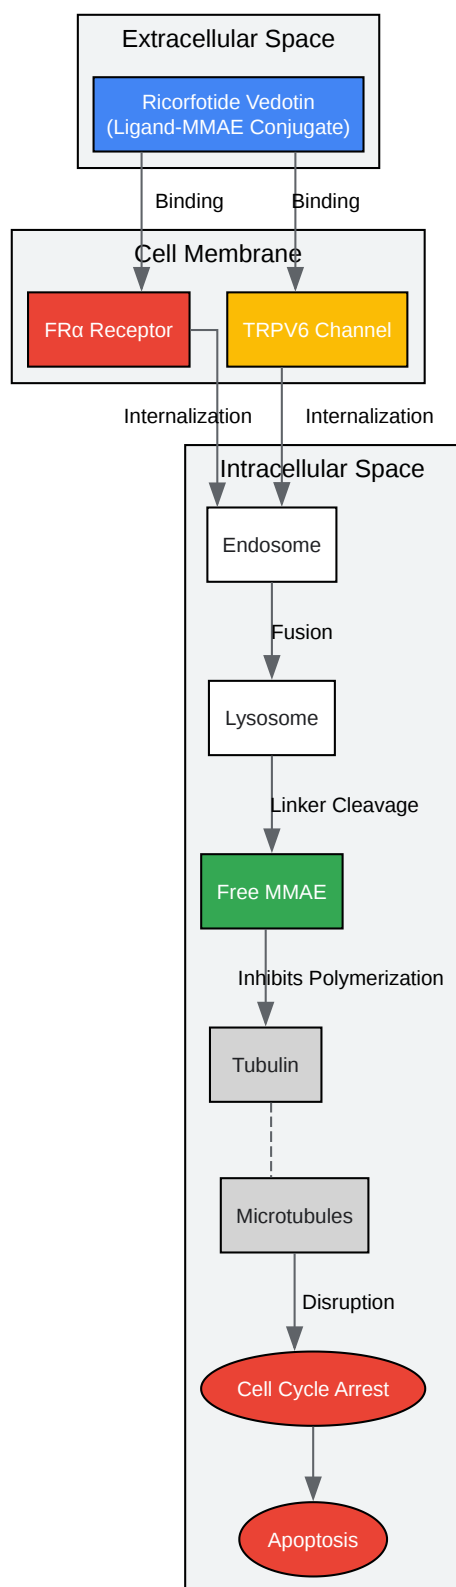 Extracellular Space
Ricorfotide Vedotin
(Ligand-MMAE Conjugate)
Binding
Binding
Cell Membrane
FRα Receptor
TRPV6 Channel
Internalization
Internalization
Intracellular Space
Endosome
Fusion
Lysosome
Linker Cleavage
Free MMAE
Inhibits Polymerization
Tubulin
Microtubules
Disruption
Cell Cycle Arrest
Apoptosis